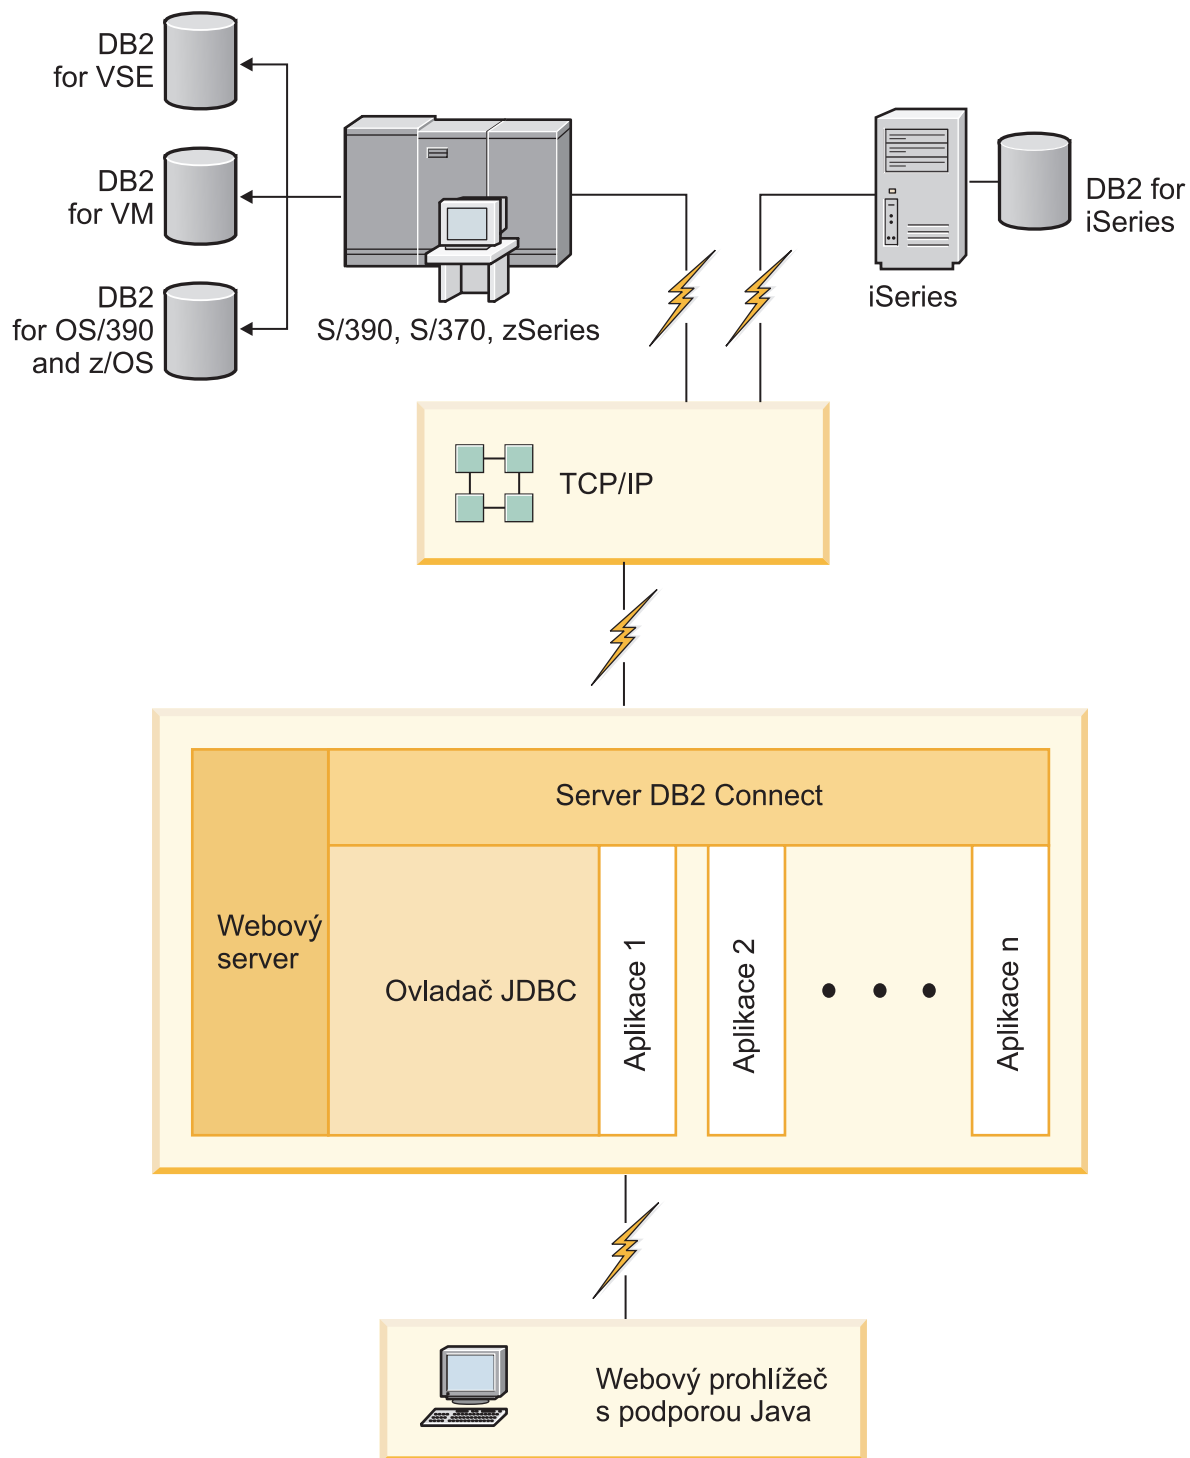 DB2
for VSE
DB2
for VM
DB2
for OS/390
and z/OS
S/390, S/370, zSeries
iSeries
DB2 for
iSeries
TCP/IP
Server DB2 Connect
Webový
server
Ovladač JDBC
Aplikace 1
Aplikace 2
Aplikace n
Webový prohlížeč
s podporou Java